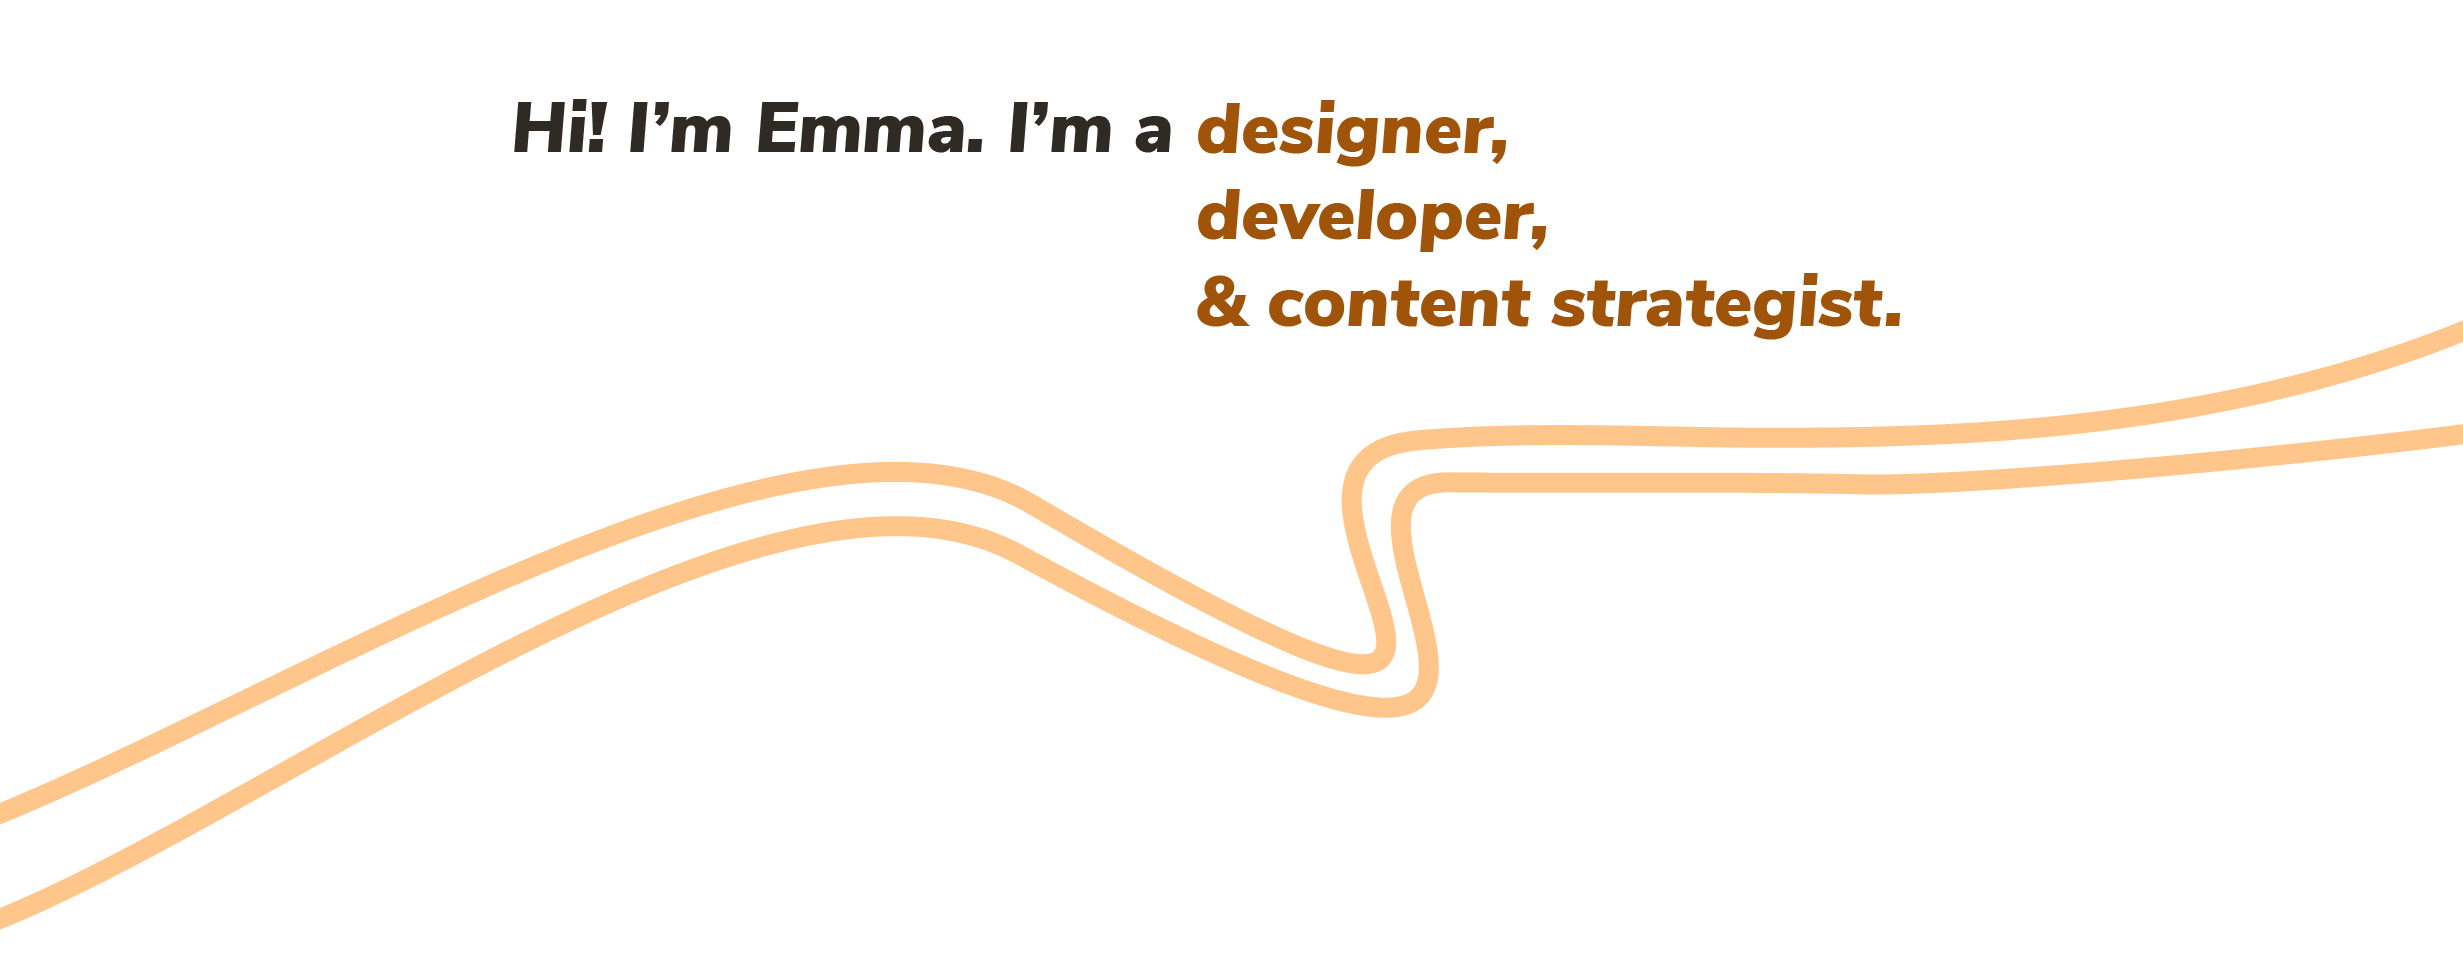 Hi! I’m Emma. I’m a designer,
developer,
& content strategist.